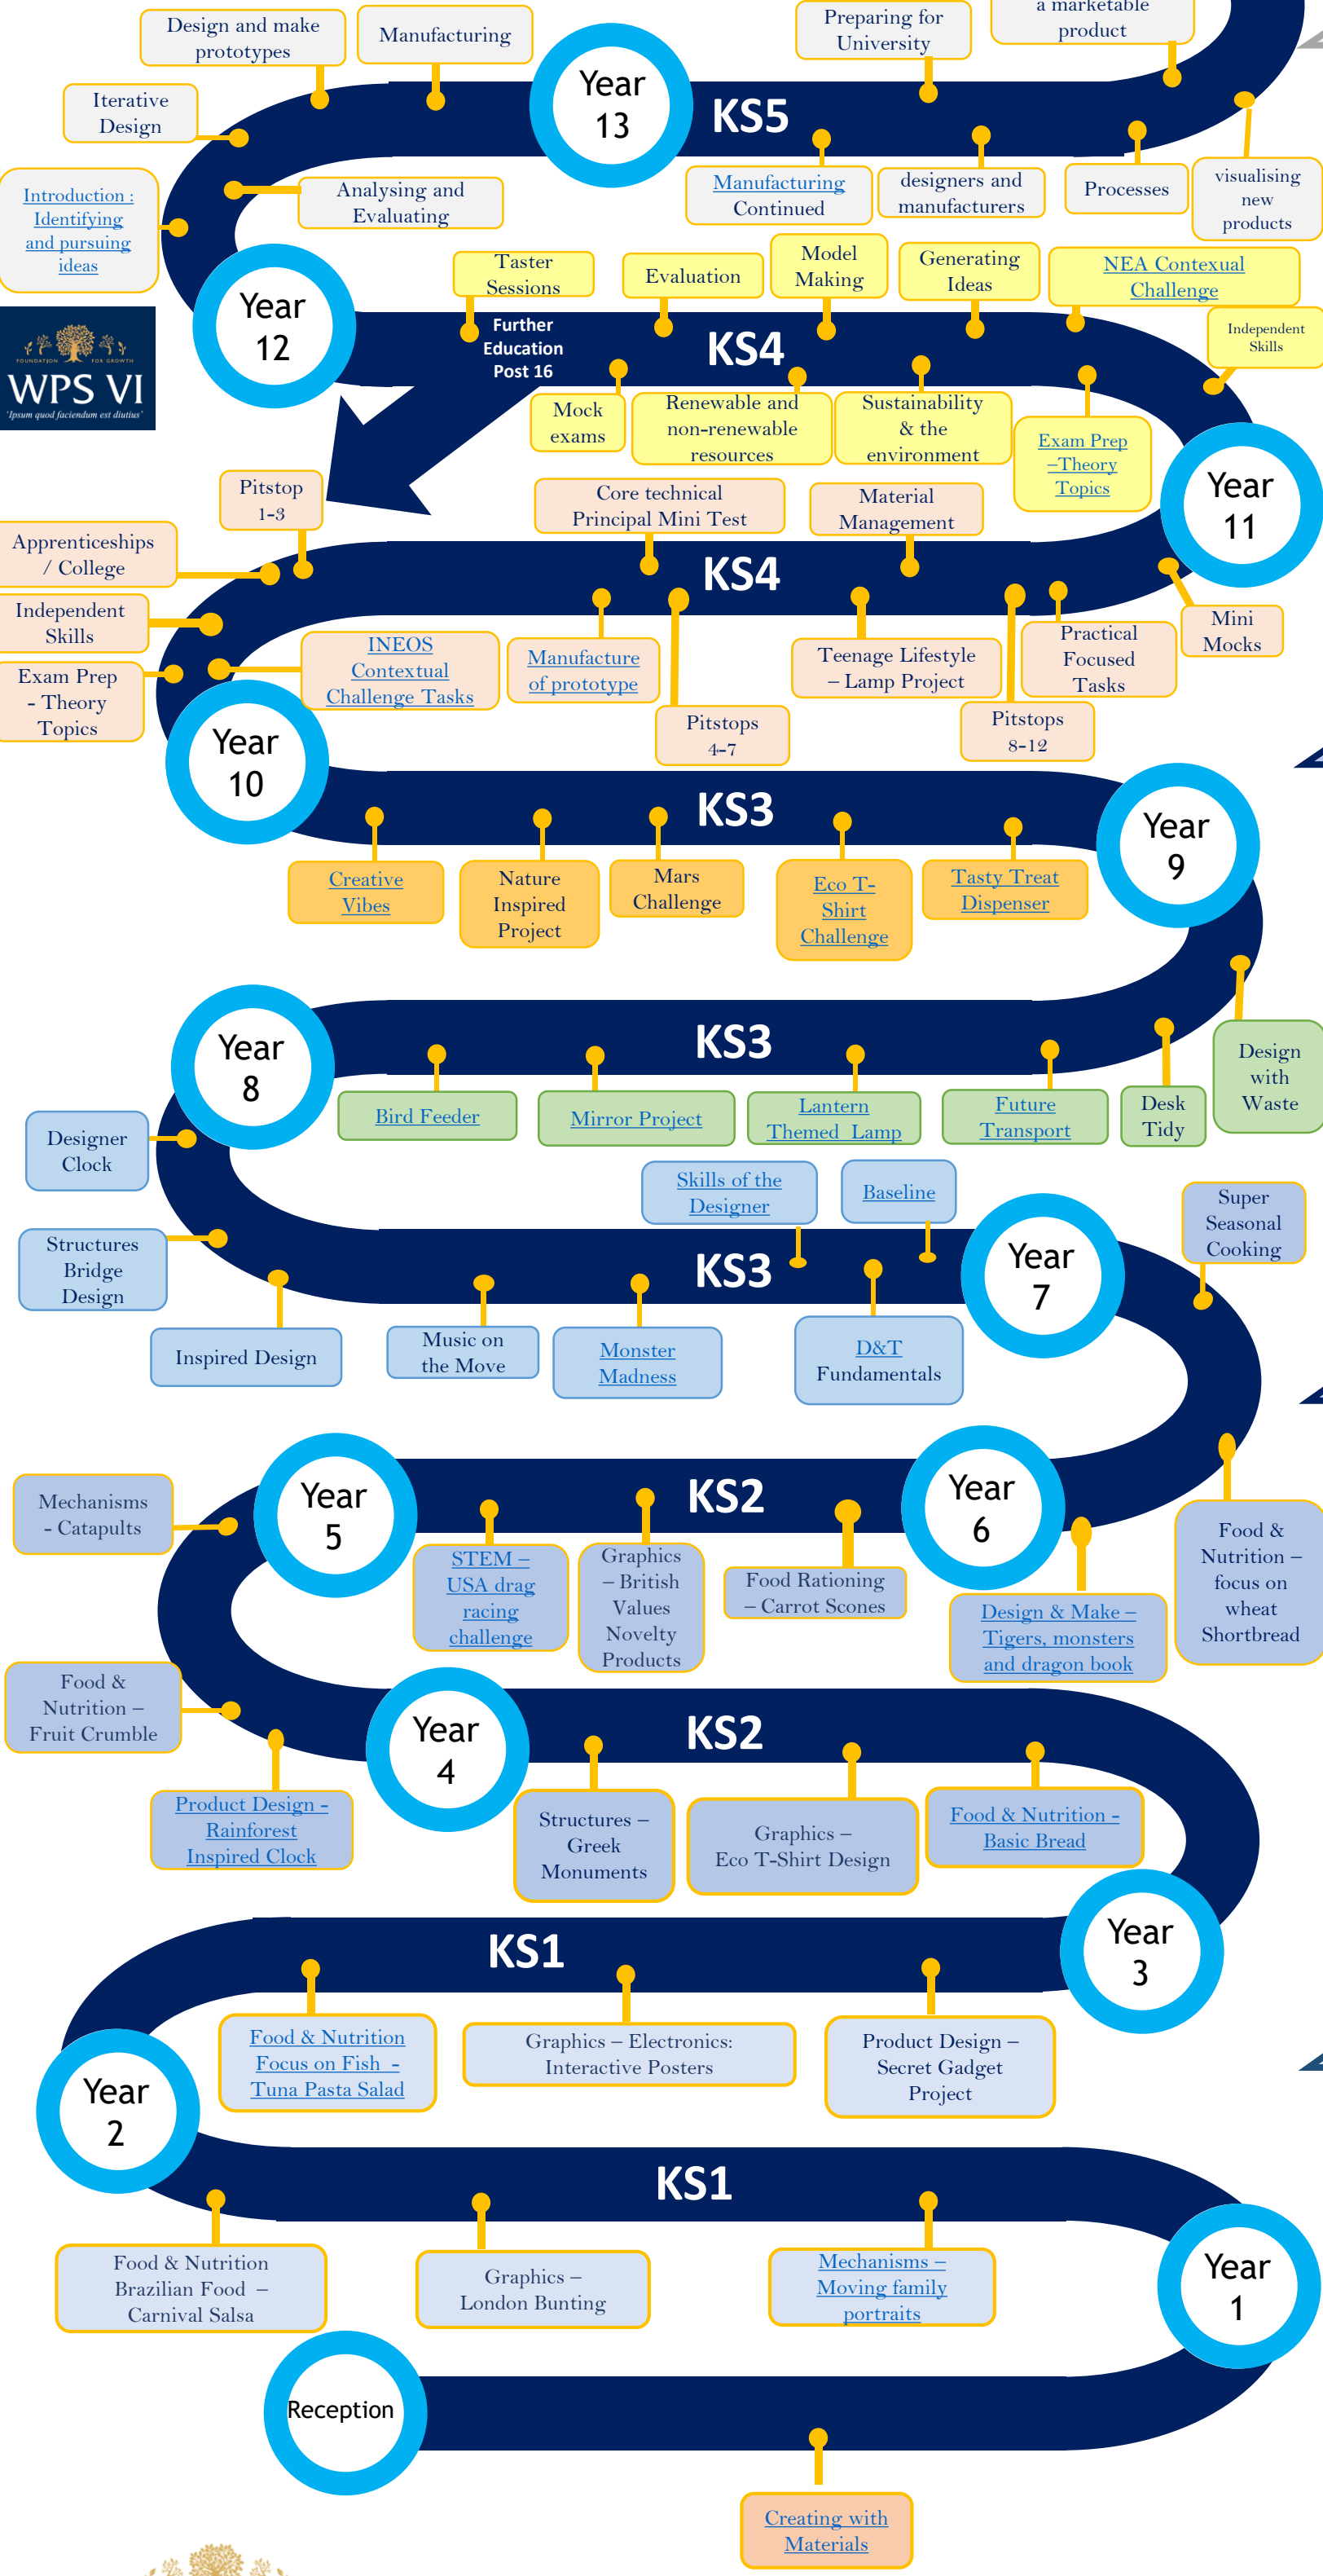 a marketable
product
Preparing for
University
Design and make
prototypes
Manufacturing
Iterative
Design
Year
13
KS5
Introduction :
Identifying
and pursuing
ideas
Analysing and
Evaluating
Manufacturing
Continued
designers and
manufacturers
Processes
visualising
new
products
Year
12
Taster
Sessions
Evaluation
Model
Making
Generating
Ideas
NEA Contexual
Challenge
Independent
Skills
Further
Education
Post 16
KS4
FOUNDATION FOR GROWTH
WPS VI
'Ipsum quod faciendum est diutius'
Mock
exams
Renewable and
non-renewable
resources
Sustainability
& the
environment
Exam Prep
–Theory
Topics
Year
11
Pitstop
1-3
Core technical
Principal Mini Test
Material
Management
Apprenticeships
/ College
KS4
Independent
Skills
Exam Prep
- Theory
Topics
INEOS
Contextual
Challenge Tasks
Manufacture
of prototype
Pitstops
4-7
Teenage Lifestyle
– Lamp Project
Pitstops
8-12
Practical
Focused
Tasks
Mini
Mocks
Year
10
KS3
Year
9
Creative
Vibes
Nature
Inspired
Project
Mars
Challenge
Eco T-
Shirt
Challenge
Tasty Treat
Dispenser
Year
8
KS3
Bird Feeder
Mirror Project
Lantern
Themed Lamp
Future
Transport
Desk
Tidy
Design
with
Waste
Designer
Clock
Skills of the
Designer
Baseline
Super
Seasonal
Cooking
Structures
Bridge
Design
KS3
Year
7
Inspired Design
Music on
the Move
Monster
Madness
D&T
Fundamentals
Mechanisms
- Catapults
Year
5
KS2
Year
6
STEM –
USA drag
racing
challenge
Graphics
– British
Values
Novelty
Products
Food Rationing
– Carrot Scones
Design & Make –
Tigers, monsters
and dragon book
Food &
Nutrition –
focus on
wheat
Shortbread
Food &
Nutrition –
Fruit Crumble
Year
4
KS2
Product Design -
Rainforest
Inspired Clock
Structures –
Greek
Monuments
Graphics –
Eco T-Shirt Design
Food & Nutrition -
Basic Bread
KS1
Year
3
Food & Nutrition
Focus on Fish -
Tuna Pasta Salad
Graphics – Electronics:
Interactive Posters
Product Design –
Secret Gadget
Project
Year
2
KS1
Food & Nutrition
Brazilian Food –
Carnival Salsa
Graphics –
London Bunting
Mechanisms –
Moving family
portraits
Year
1
Reception
Creating with
Materials